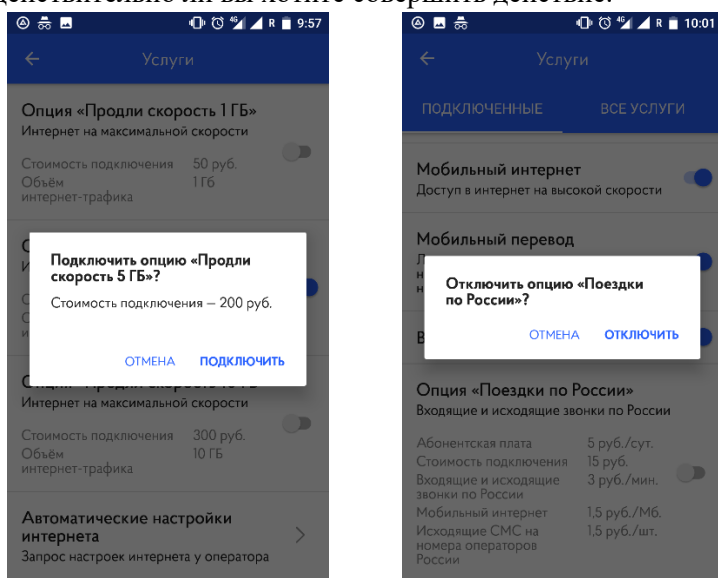 действительно ли вы хотите совершить действие.
4G R 9:57
Услуги
Опция «Продли скорость 1 ГБ»
Интернет на максимальной скорости
Стоимость подключения 50 руб.
Объём 1 Гб
интернет-трафика
Подключить опцию «Продли
скорость 5 ГБ»?
Стоимость подключения — 200 руб.
ОТМЕНА ПОДКЛЮЧИТЬ
Интернет на максимальной скорости
Стоимость подключения 300 руб.
Объём 10 ГБ
интернет-трафика
Автоматические настройки
интернета
Запрос настроек интернета у оператора
4G R 10:01
Услуги
ПОДКЛЮЧЕННЫЕ ВСЕ УСЛУГИ
Мобильный интернет
Доступ в интернет на высокой скорости
Мобильный перевод
Отключить опцию «Поездки
по России»?
ОТМЕНА ОТКЛЮЧИТЬ
Опция «Поездки по России»
Входящие и исходящие звонки по России
Абонентская плата 5 руб./сут.
Стоимость подключения 15 руб.
Входящие и исходящие 3 руб./мин.
звонки по России
Мобильный интернет 1,5 руб./Мб.
Исходящие СМС на 1,5 руб./шт.
номера операторов
России